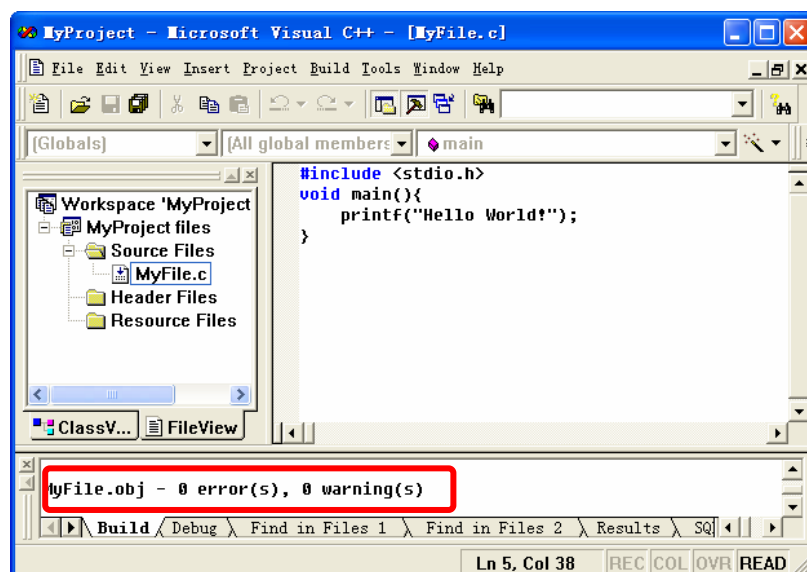 MyProject - Microsoft Visual C++ - [MyFile.c]
File Edit View Insert Project Build Tools Window Help
(Globals) (All global members main
#include <stdio.h>
void main(){
printf("Hello World!");
}
Workspace 'MyProject
MyProject files
Source Files
MyFile.c
Header Files
Resource Files
ClassV... FileView
MyFile.obj - 0 error(s), 0 warning(s)
Build Debug Find in Files 1 Find in Files 2 Results SQ
Ln 5, Col 38 REC COL OVR READ